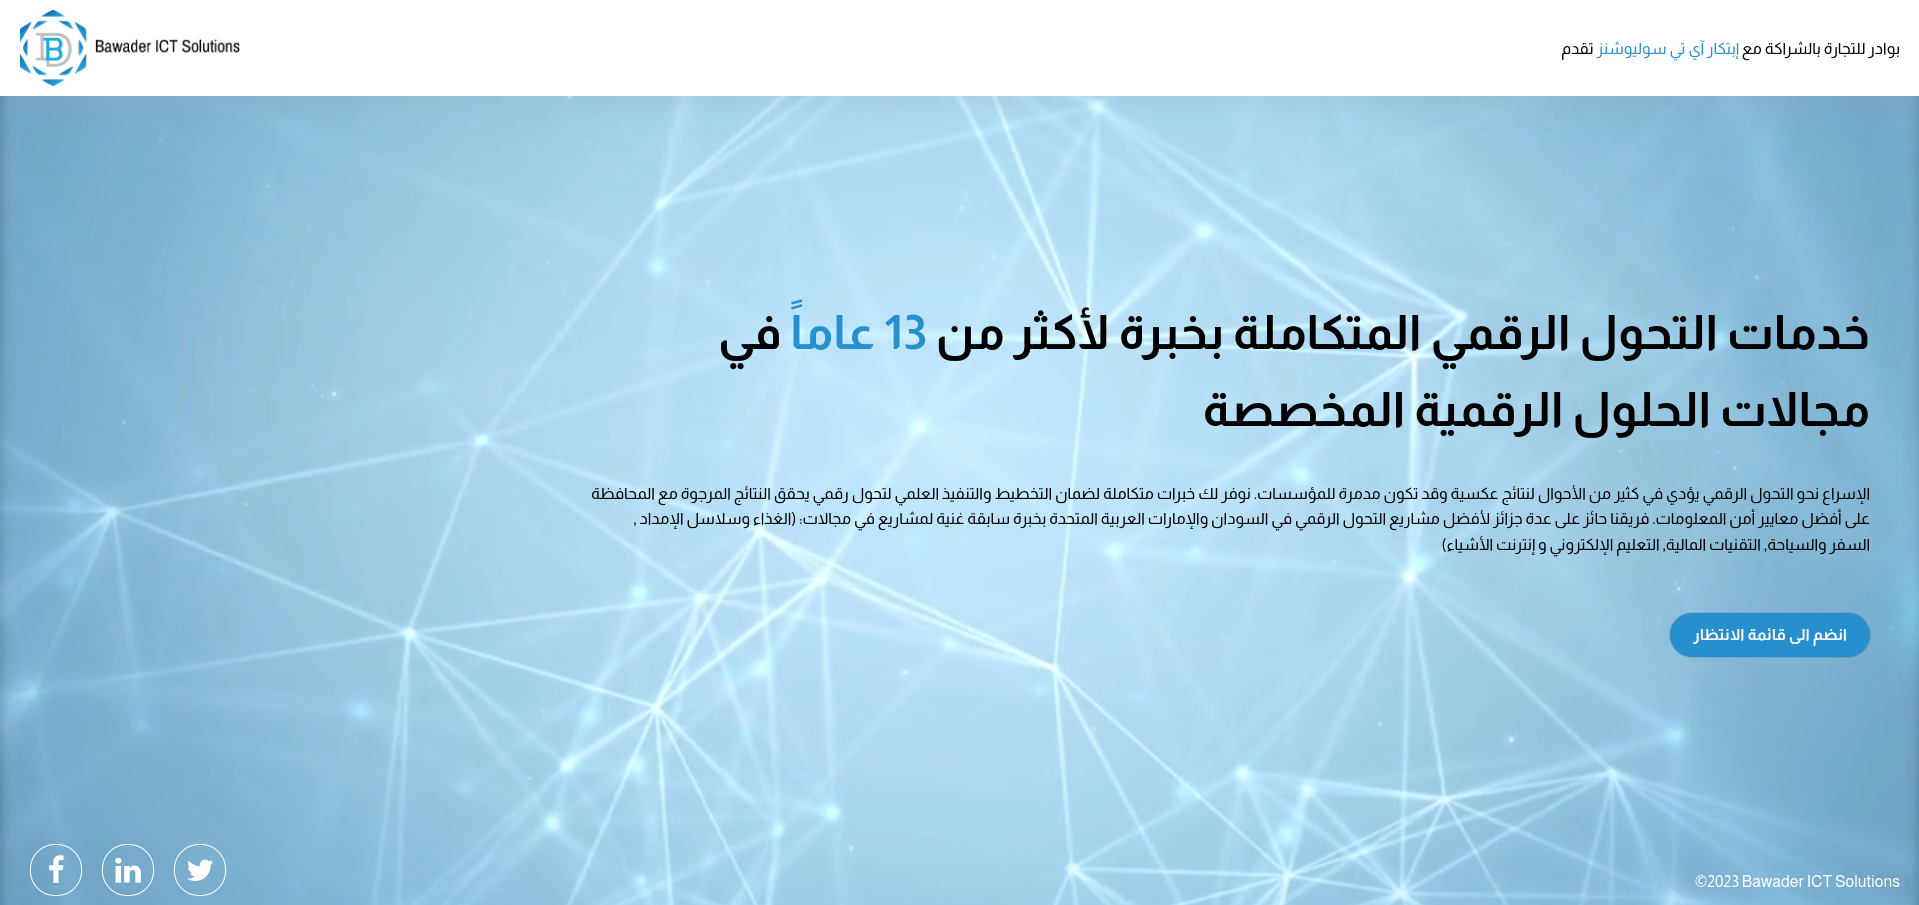 Bawader ICT Solutions
بوادر للتجارة بالشراكة مع إبتكار آي تي سوليوشنز تقدم
خدمات التحول الرقمي المتكاملة بخبرة لأكثر من 13 عاماً في
مجالات الحلول الرقمية المخصصة
الإسراع نحو التحول الرقمي يؤدي في كثير من الأحوال لنتائج عكسية وقد تكون مدمرة للمؤسسات. نوفر لك خبرات متكاملة لضمان التخطيط والتنفيذ العلمي لتحول رقمي يحقق النتائج المرجوة مع المحافظة
على أفضل معايير أمن المعلومات. فريقنا حائز على عدة جزائز لأفضل مشاريع التحول الرقمي في السودان والإمارات العربية المتحدة بخبرة سابقة غنية لمشاريع في مجالات: (الغذاء وسلاسل الإمداد ,
السفر والسياحة, التقنيات المالية, التعليم الإلكتروني و إنترنت الأشياء)
انضم الى قائمة الانتظار
©2023 Bawader ICT Solutions